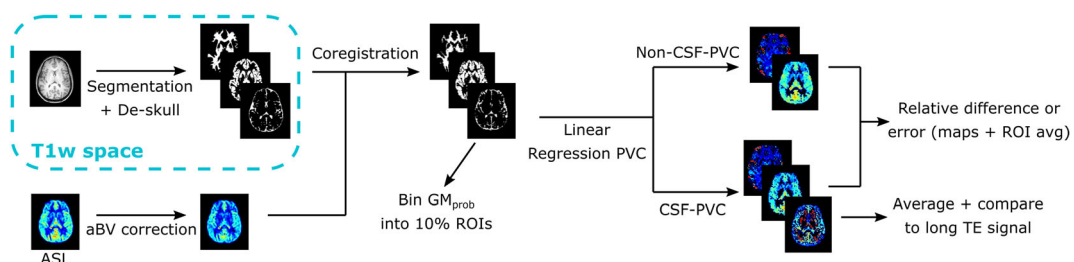 Segmentation
+ De-skull
T1w space
ASL
aBV correction
Coregistration
Bin GMprob
into 10% ROIs
Linear
Regression PVC
Non-CSF-PVC
CSF-PVC
Relative difference or
error (maps + ROI avg)
Average + compare
to long TE signal